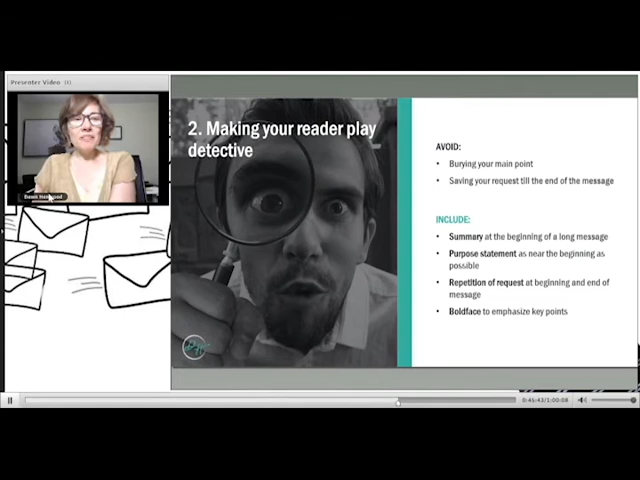 Presenter Video (1)
2. Making your reader play
detective
AVOID:
• Burying your main point
• Saving your request till the end of the message
INCLUDE:
• Summary at the beginning of a long message
• Purpose statement as near the beginning as
possible
• Repetition of request at beginning and end of
message
• Boldface to emphasize key points
0:45:43/1:00:08